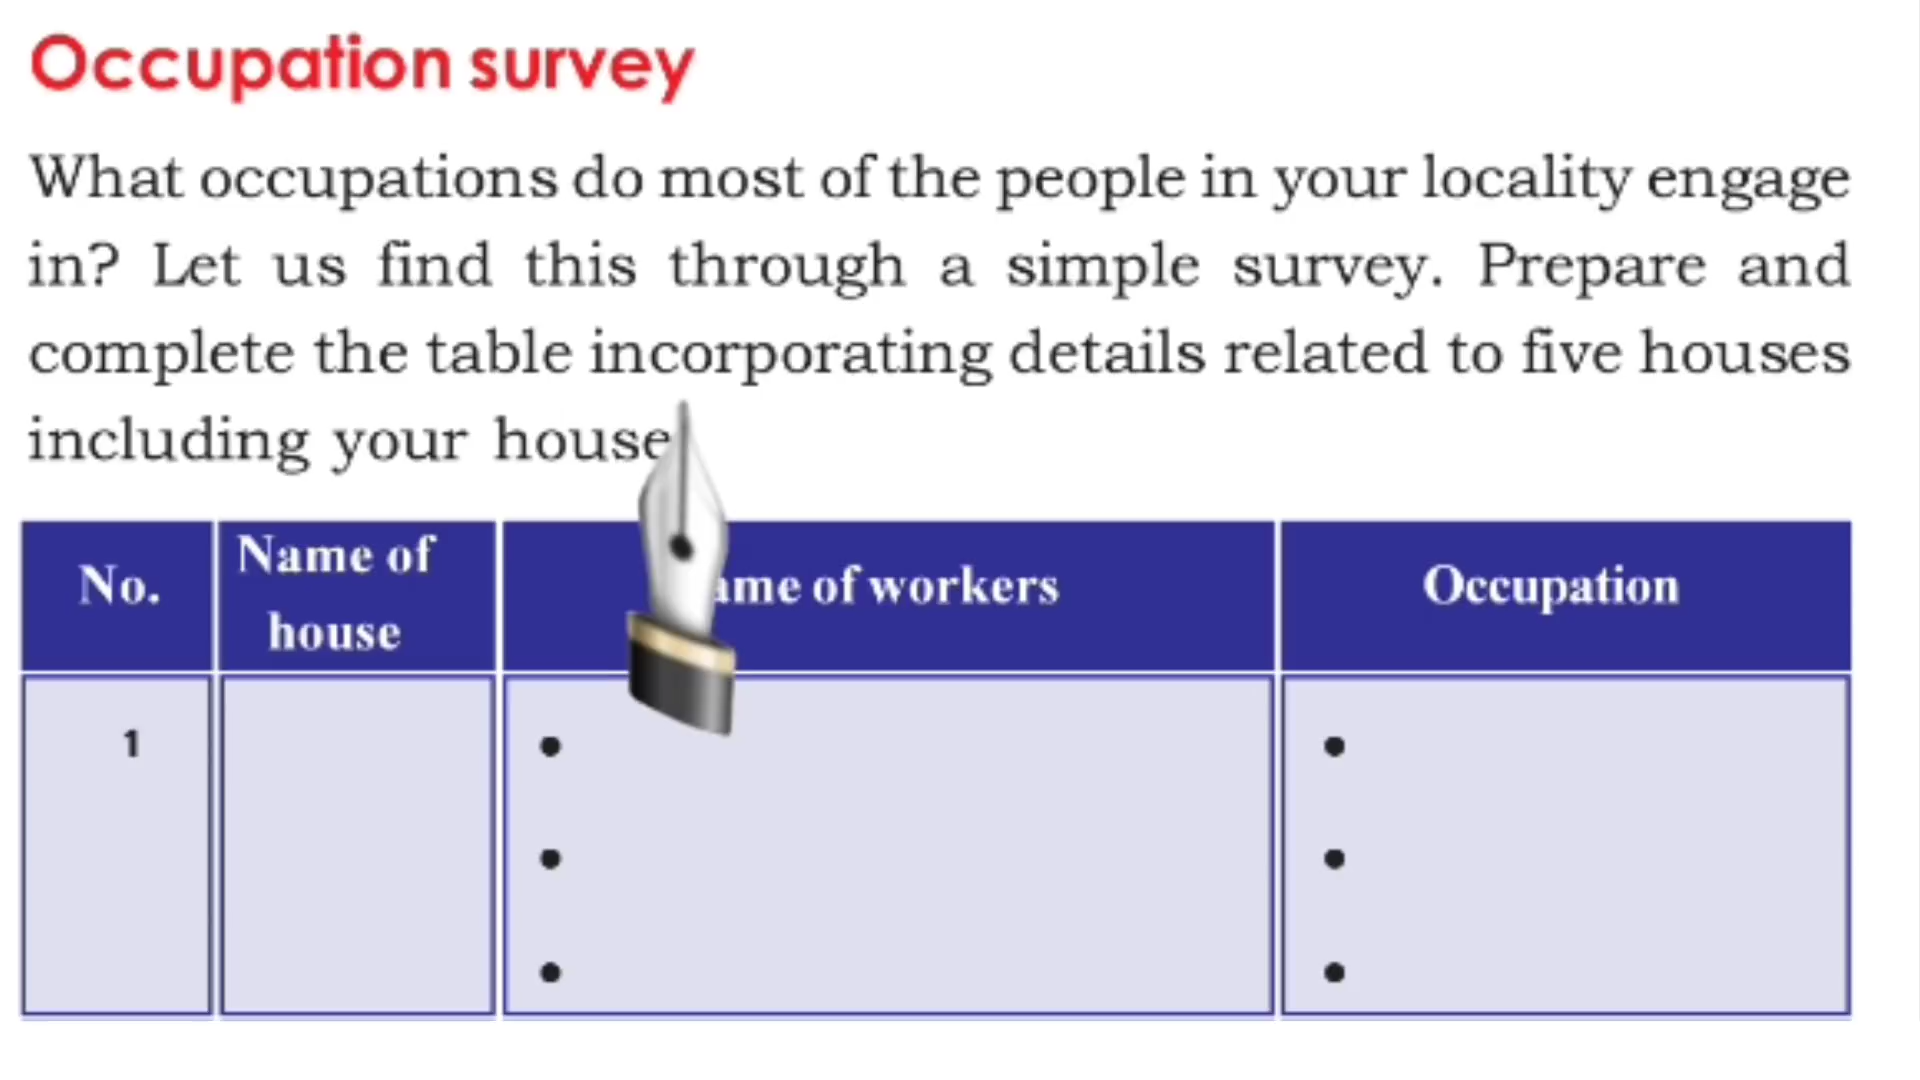 Occupation survey
What occupations do most of the people in your locality engage
in? Let us find this through a simple survey. Prepare and
complete the table incorporating details related to five houses
including your house
No.
Name of
house
ame of workers
Occupation
1
•
•
•
•
•
•